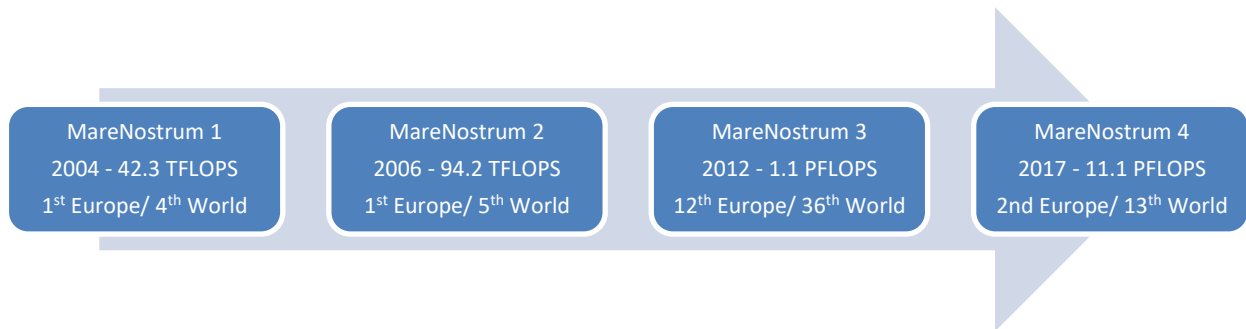 MareNostrum 1
2004 - 42.3 TFLOPS
1st Europe/ 4th World
MareNostrum 2
2006 - 94.2 TFLOPS
1st Europe/ 5th World
MareNostrum 3
2012 - 1.1 PFLOPS
12th Europe/ 36th World
MareNostrum 4
2017 - 11.1 PFLOPS
2nd Europe/ 13th World